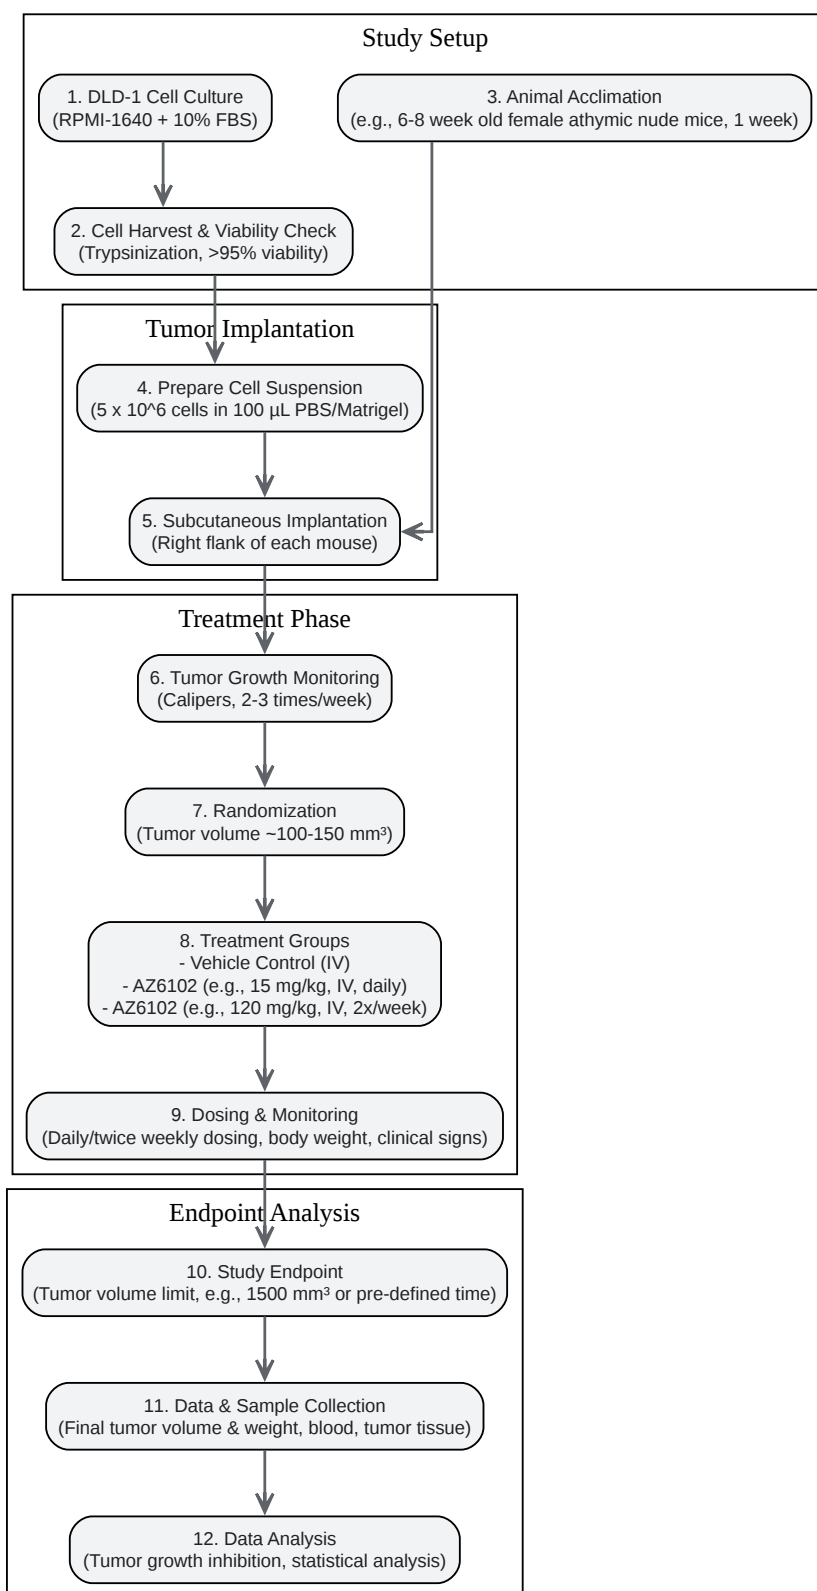 Study Setup
1. DLD-1 Cell Culture
(RPMI-1640 + 10% FBS)
3. Animal Acclimation
(e.g., 6-8 week old female athymic nude mice, 1 week)
2. Cell Harvest & Viability Check
(Trypsinization, >95% viability)
Tumor Implantation
4. Prepare Cell Suspension
(5 x 10^6 cells in 100 µL PBS/Matrigel)
5. Subcutaneous Implantation
(Right flank of each mouse)
Treatment Phase
6. Tumor Growth Monitoring
(Calipers, 2-3 times/week)
7. Randomization
(Tumor volume ~100-150 mm³)
8. Treatment Groups
- Vehicle Control (IV)
- AZ6102 (e.g., 15 mg/kg, IV, daily)
- AZ6102 (e.g., 120 mg/kg, IV, 2x/week)
9. Dosing & Monitoring
(Daily/twice weekly dosing, body weight, clinical signs)
Endpoint Analysis
10. Study Endpoint
(Tumor volume limit, e.g., 1500 mm³ or pre-defined time)
11. Data & Sample Collection
(Final tumor volume & weight, blood, tumor tissue)
12. Data Analysis
(Tumor growth inhibition, statistical analysis)